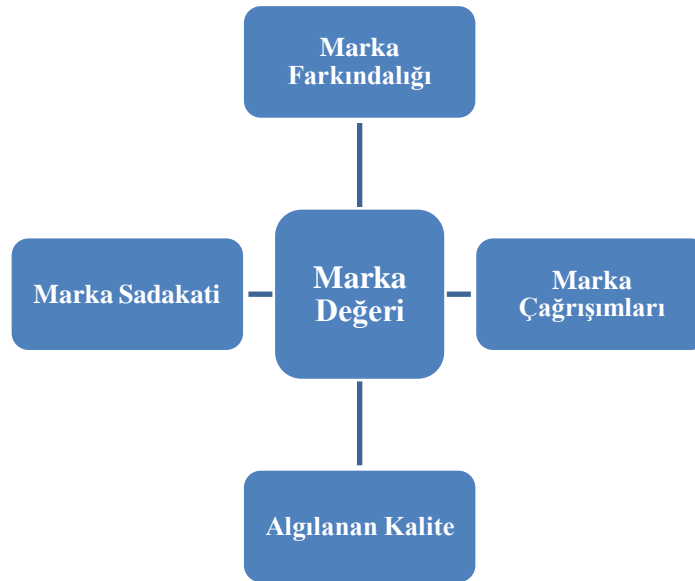 Marka
Farkındalığı
Marka Sadakati
Marka
Değeri
Marka
Çağrışımları
Algılanan Kalite